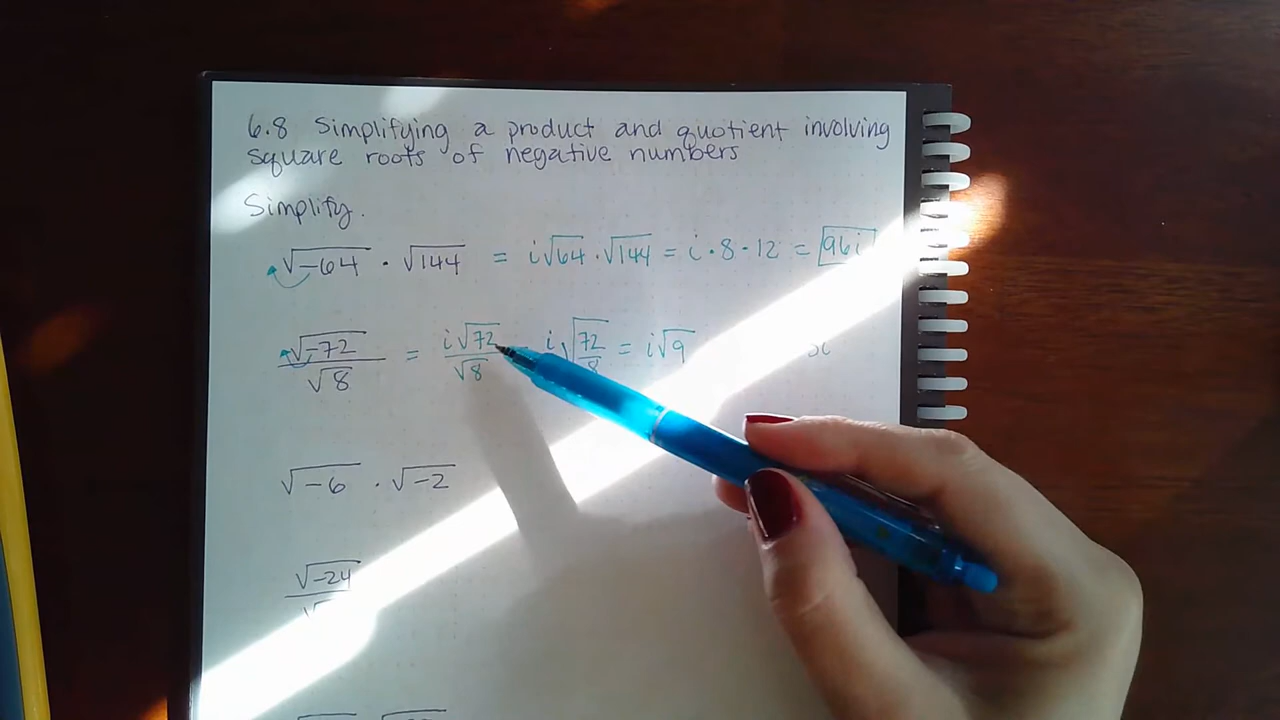 6.8 Simplifying a product and quotient involving
square roots of negative numbers
Simplify.
√-64 · √144 = i√64 · √144 = i · 8 · 12 = 96i
√-72 / √8 = i√72 / √8 = i√72/8 = i√9
√-6 · √-2
√-24